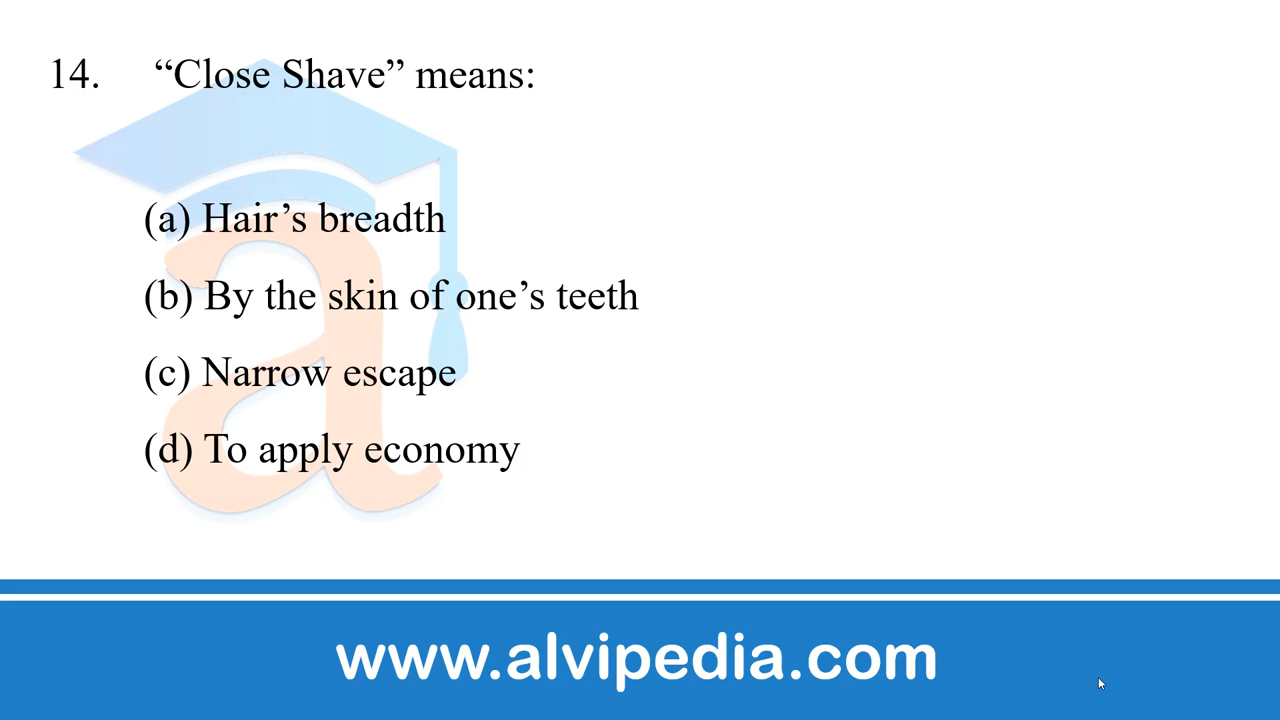 14. “Close Shave” means:
(a) Hair’s breadth
(b) By the skin of one’s teeth
(c) Narrow escape
(d) To apply economy
www.alvipedia.com